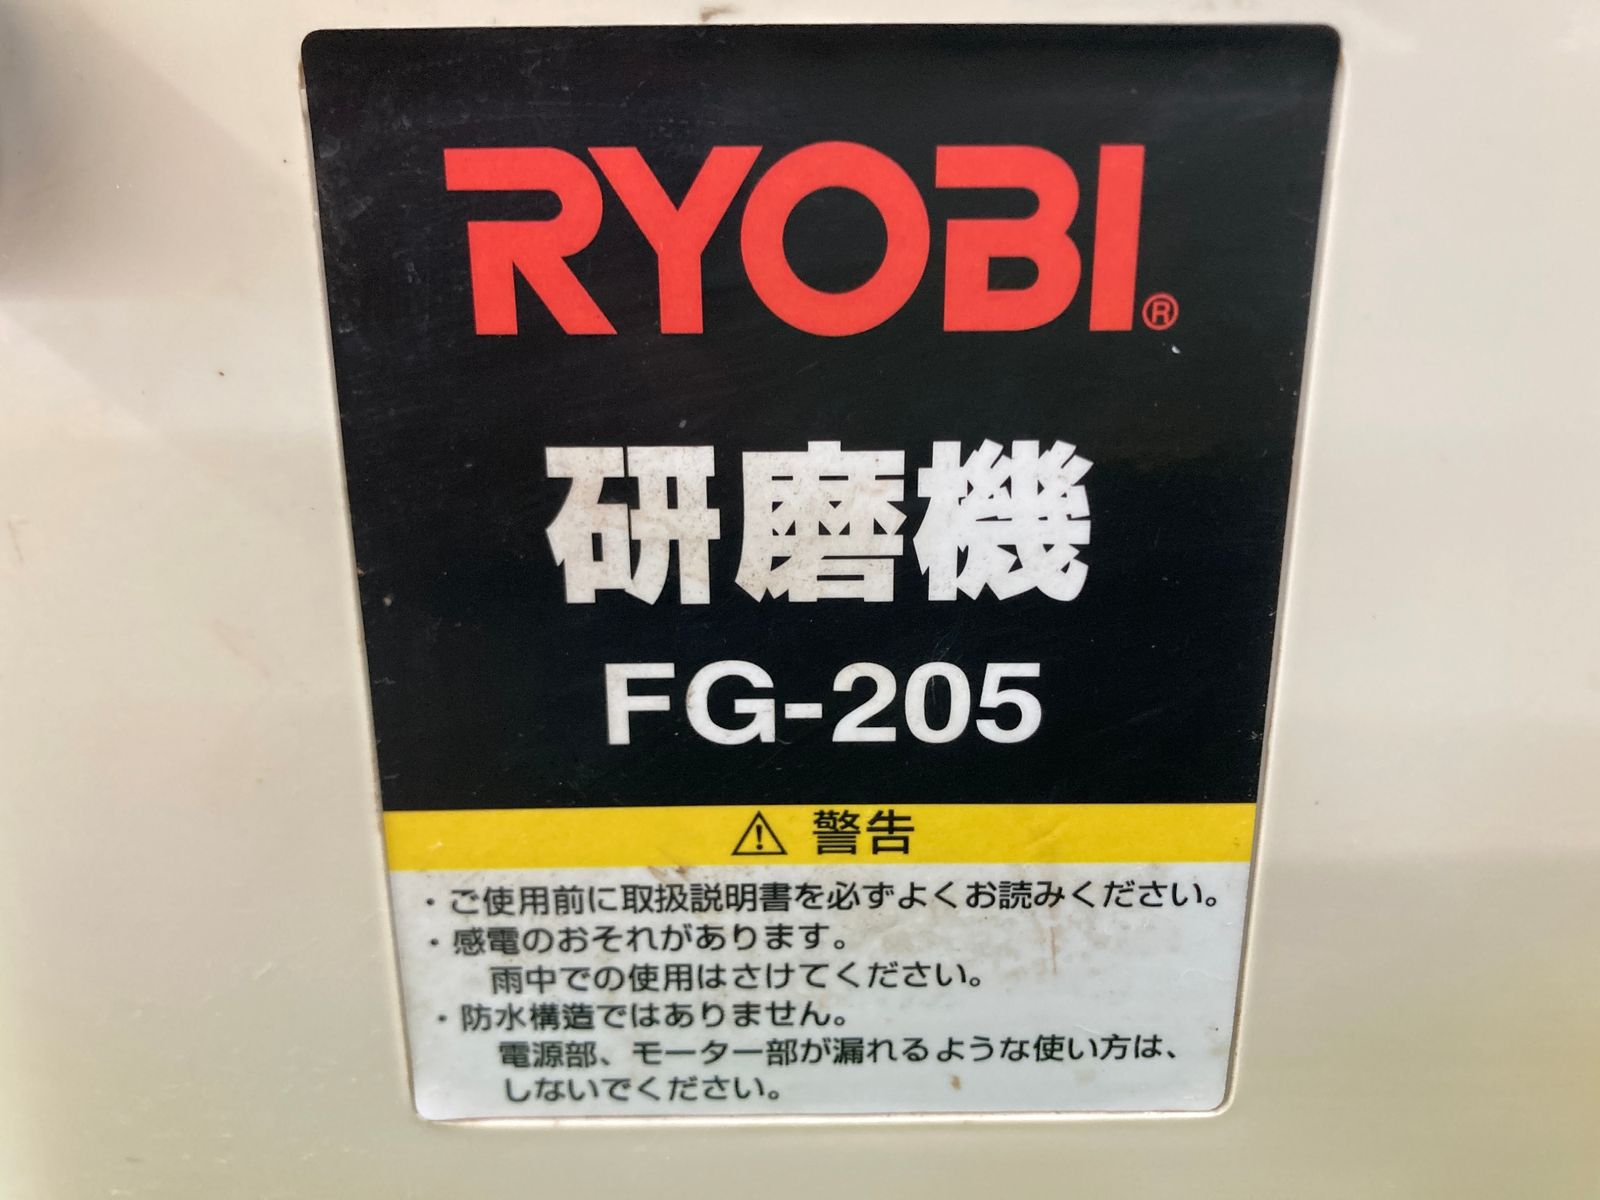 RYOBI®
研磨機
FG-205
⚠ 警告
・ご使用前に取扱説明書を必ずよくお読みください。
・感電のおそれがあります。
雨中での使用はさけてください。
・防水構造ではありません。
電源部、モーター部が漏れるような使い方は、
しないでください。